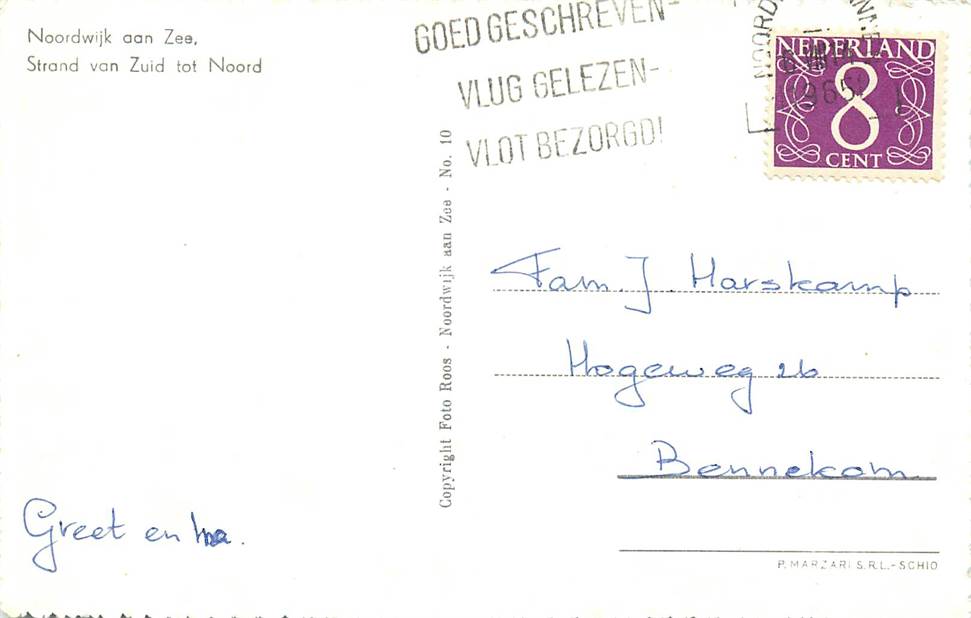 Noordwijk aan Zee,
Strand van Zuid tot Noord
GOED GESCHREVEN-
VLUG GELEZEN-
VLOT BEZORGD!
1965
NEDERLAND
8
CENT
Copyright Foto Roos - Noordwijk aan Zee - No. 10
Fam. J. Harskamp
Hogeweg 26
Bennekom
Greet en
P. MARZARI S.R.L.-SCHIO